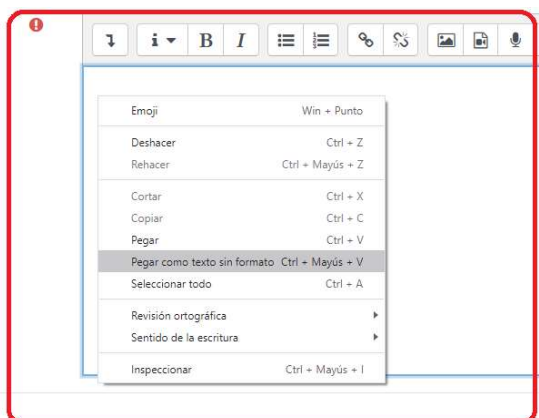 i B I
Emoji Win + Punto
Deshacer Ctrl + Z
Rehacer Ctrl + Mayús + Z
Cortar Ctrl + X
Copiar Ctrl + C
Pegar Ctrl + V
Pegar como texto sin formato Ctrl + Mayús + V
Seleccionar todo Ctrl + A
Revisión ortográfica
Sentido de la escritura
Inspeccionar Ctrl + Mayús + I